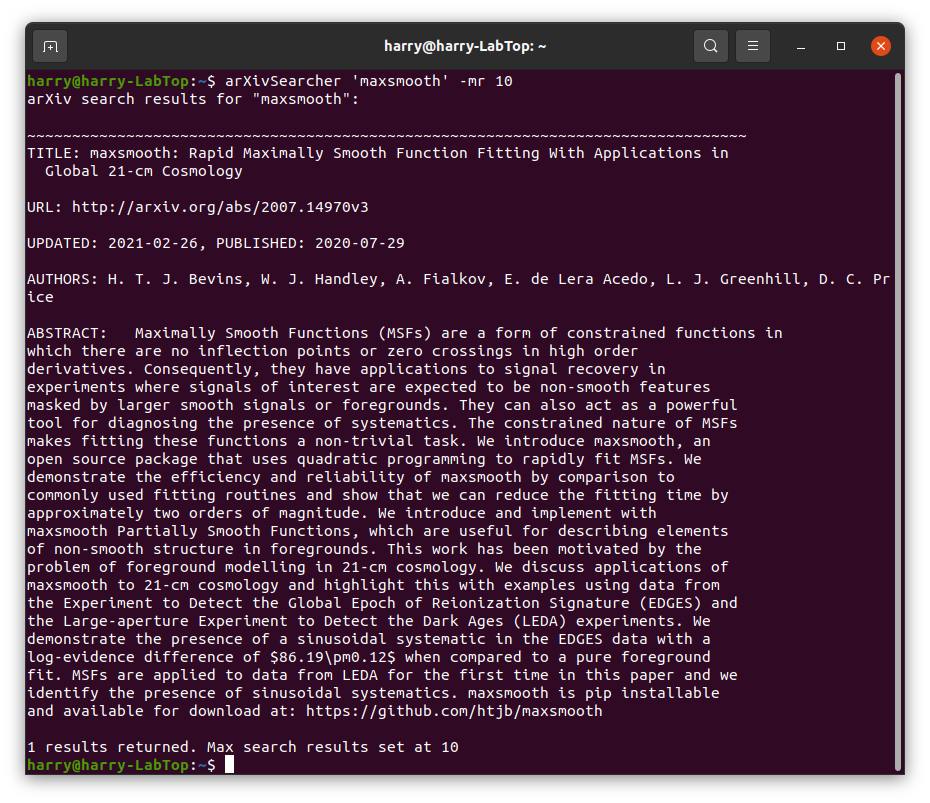 harry@harry-LabTop: ~
harry@harry-LabTop:~$ arXivSearcher 'maxsmooth' -mr 10
arXiv search results for "maxsmooth":
~~~~~~~~~~~~~~~~~~~~~~~~~~~~~~~~~~~~~~~~~~~~~~~~~~~~~~~~~~~~~~~~~~~~~~~~~~~~~~~~
TITLE: maxsmooth: Rapid Maximally Smooth Function Fitting With Applications in
  Global 21-cm Cosmology
URL: http://arxiv.org/abs/2007.14970v3
UPDATED: 2021-02-26, PUBLISHED: 2020-07-29
AUTHORS: H. T. J. Bevins, W. J. Handley, A. Fialkov, E. de Lera Acedo, L. J. Greenhill, D. C. Pr
ice
ABSTRACT:   Maximally Smooth Functions (MSFs) are a form of constrained functions in
which there are no inflection points or zero crossings in high order
derivatives. Consequently, they have applications to signal recovery in
experiments where signals of interest are expected to be non-smooth features
masked by larger smooth signals or foregrounds. They can also act as a powerful
tool for diagnosing the presence of systematics. The constrained nature of MSFs
makes fitting these functions a non-trivial task. We introduce maxsmooth, an
open source package that uses quadratic programming to rapidly fit MSFs. We
demonstrate the efficiency and reliability of maxsmooth by comparison to
commonly used fitting routines and show that we can reduce the fitting time by
approximately two orders of magnitude. We introduce and implement with
maxsmooth Partially Smooth Functions, which are useful for describing elements
of non-smooth structure in foregrounds. This work has been motivated by the
problem of foreground modelling in 21-cm cosmology. We discuss applications of
maxsmooth to 21-cm cosmology and highlight this with examples using data from
the Experiment to Detect the Global Epoch of Reionization Signature (EDGES) and
the Large-aperture Experiment to Detect the Dark Ages (LEDA) experiments. We
demonstrate the presence of a sinusoidal systematic in the EDGES data with a
log-evidence difference of $86.19\pm0.12$ when compared to a pure foreground
fit. MSFs are applied to data from LEDA for the first time in this paper and we
identify the presence of sinusoidal systematics. maxsmooth is pip installable
and available for download at: https://github.com/htjb/maxsmooth
1 results returned. Max search results set at 10
harry@harry-LabTop:~$